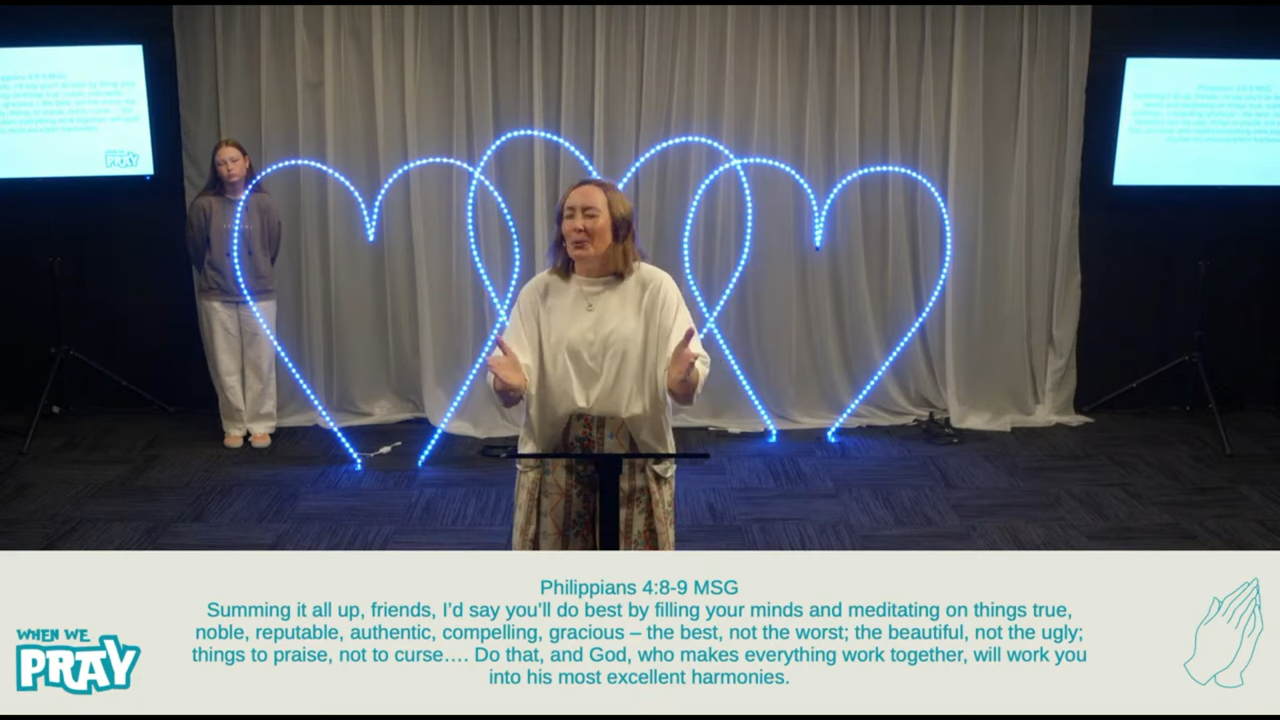 Philippians 4:8-9 MSG
Summing it all up, friends, I'd say you'll do best by filling your minds and meditating on things true,
noble, reputable, authentic, compelling, gracious – the best, not the worst; the beautiful, not the ugly;
things to praise, not to curse…. Do that, and God, who makes everything work together, will work you
into his most excellent harmonies.
WHEN WE
PRAY
PRAY